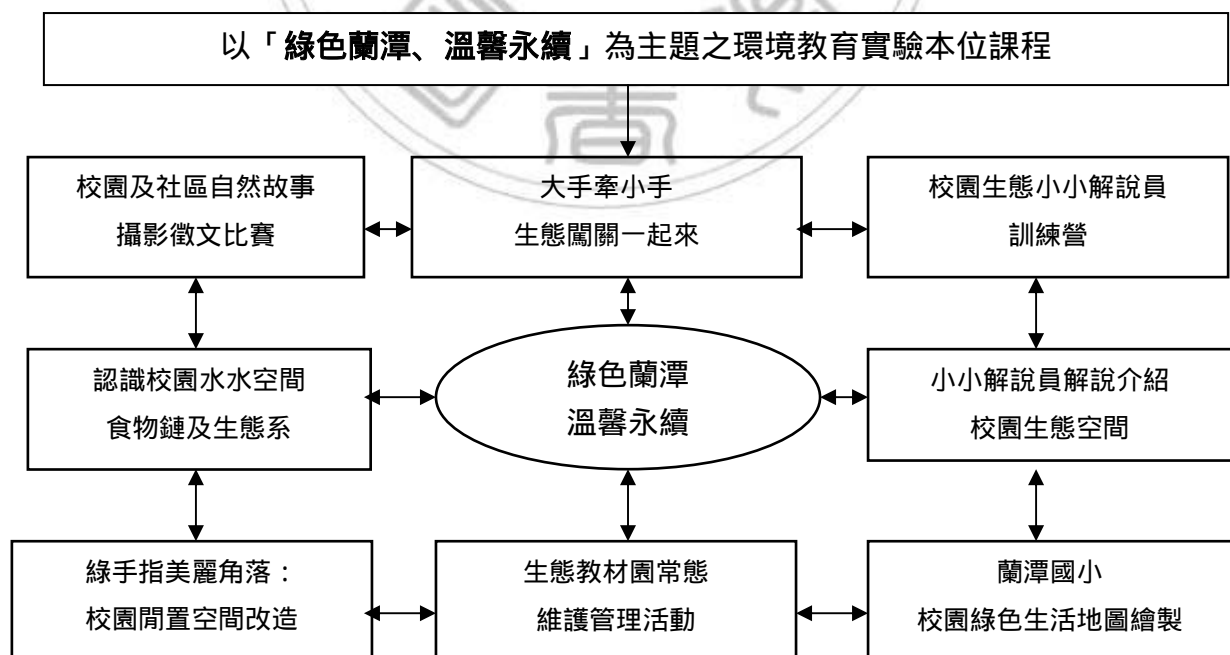 以「綠色蘭潭、溫馨永續」為主題之環境教育實驗本位課程
校園及社區自然故事
攝影徵文比賽
大手牽小手
生態闖關一起來
校園生態小小解說員
訓練營
認識校園水水空間
食物鏈及生態系
綠色蘭潭
溫馨永續
小小解說員解說介紹
校園生態空間
綠手指美麗角落：
校園閒置空間改造
生態教材園常態
維護管理活動
蘭潭國小
校園綠色生活地圖繪製